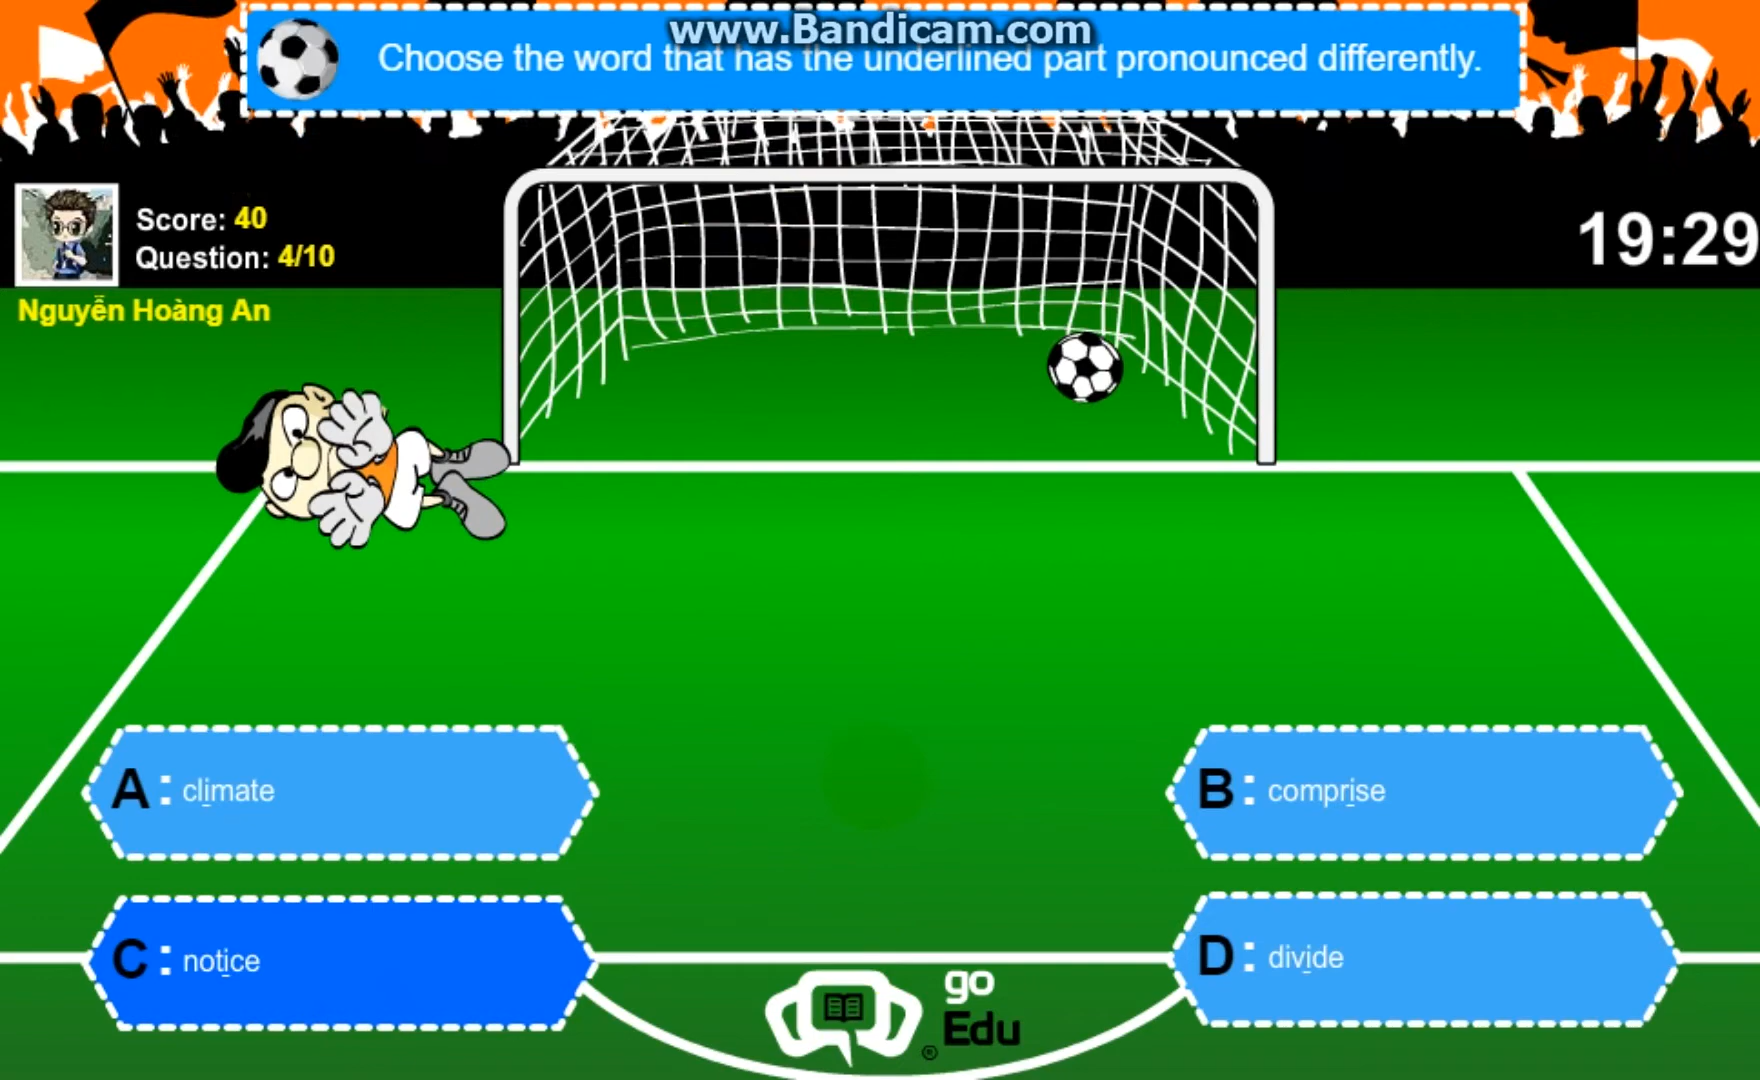 www.Bandicam.com
Choose the word that has the underlined part pronounced differently.
Score: 40
Question: 4/10
Nguyễn Hoàng An
19:29
A : climate
B : comprise
C : notice
D : divide
go
Edu
®